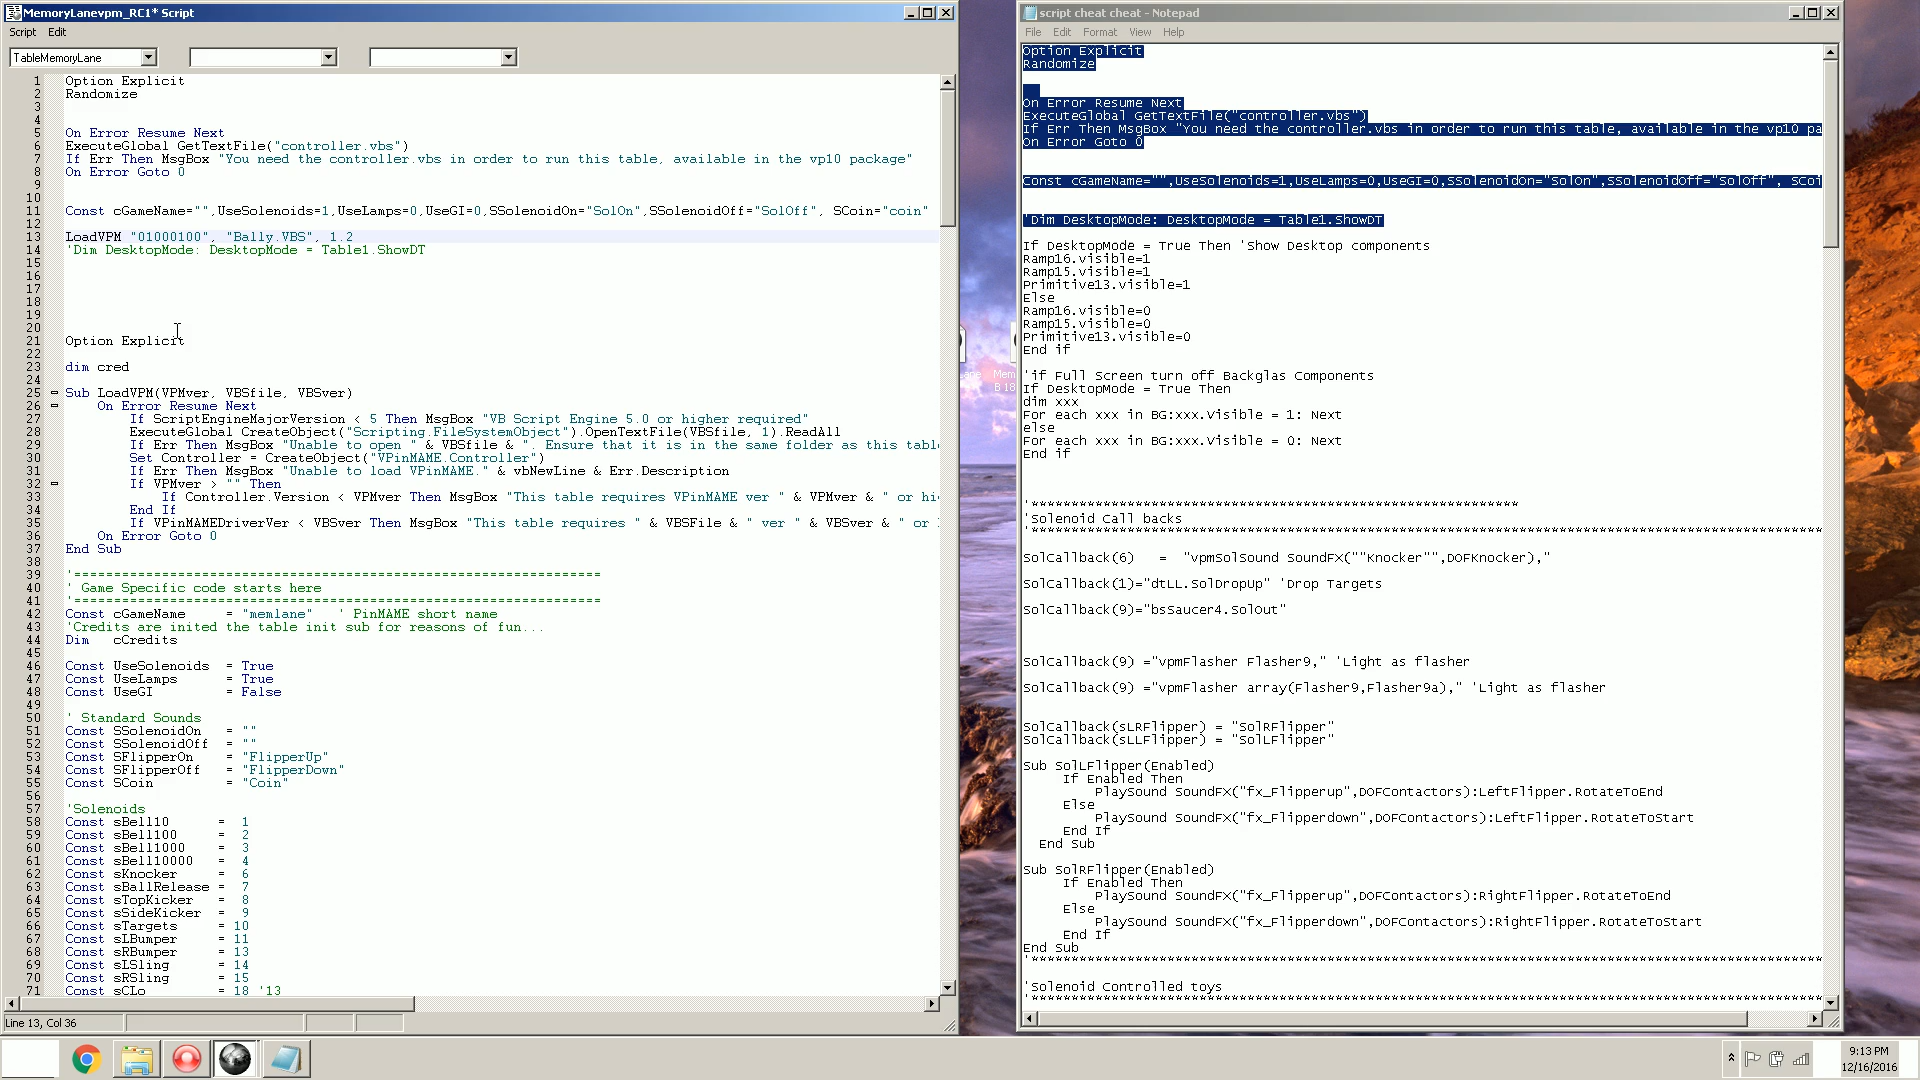 MemoryLanevpm_RC1* Script
Script Edit
TableMemoryLane
1 Option Explicit
2 Randomize
3
4
5 On Error Resume Next
6 ExecuteGlobal GetTextFile("controller.vbs")
7 If Err Then MsgBox "You need the controller.vbs in order to run this table, available in the vp10 package"
8 On Error Goto 0
9
10
11 Const cGameName="",UseSolenoids=1,UseLamps=0,UseGI=0,SSolenoidOn="SolOn",SSolenoidOff="SolOff", SCoin="coin"
12
13 LoadVPM "01000100", "Bally.VBS", 1.2
14 'Dim DesktopMode: DesktopMode = Table1.ShowDT
15
16
17
18
19
20
21 Option Explicit
22
23 dim cred
24
25 Sub LoadVPM(VPMver, VBSfile, VBSver)
26 On Error Resume Next
27 If ScriptEngineMajorVersion < 5 Then MsgBox "VB Script Engine 5.0 or higher required"
28 ExecuteGlobal CreateObject("Scripting.FileSystemObject").OpenTextFile(VBSfile, 1).ReadAll
29 If Err Then MsgBox "Unable to open " & VBSfile & ". Ensure that it is in the same folder as this
30 Set Controller = CreateObject("VPinMAME.Controller")
31 If Err Then MsgBox "Unable to load VPinMAME." & vbNewLine & Err.Description
32 If VPMver > "" Then
33 If Controller.Version < VPMver Then MsgBox "This table requires VPinMAME ver " & VPMver & " or
34 End If
35 If VPinMAMEDriverVer < VBSver Then MsgBox "This table requires " & VBSFile & " ver " & VBSver & " or
36 On Error Goto 0
37 End Sub
38
39 '==================================================================
40 ' Game Specific code starts here
41 '==================================================================
42 Const cGameName = "memlane" ' PinMAME short name
43 'Credits are inited the table init sub for reasons of fun...
44 Dim cCredits
45
46 Const UseSolenoids = True
47 Const UseLamps = True
48 Const UseGI = False
49
50 ' Standard Sounds
51 Const SSolenoidOn = ""
52 Const SSolenoidOff = ""
53 Const SFlipperOn = "FlipperUp"
54 Const SFlipperOff = "FlipperDown"
55 Const SCoin = "Coin"
56
57 'Solenoids
58 Const sBell10 = 1
59 Const sBell100 = 2
60 Const sBell1000 = 3
61 Const sBell10000 = 4
62 Const sKnocker = 6
63 Const sBallRelease = 7
64 Const sTopKicker = 8
65 Const sSideKicker = 9
66 Const sTargets = 10
67 Const sLBumper = 11
68 Const sRBumper = 13
69 Const sLSling = 14
70 Const sRSling = 15
71 Const sCLo = 18 '13
Line 13, Col 36
script cheat cheat - Notepad
File Edit Format View Help
Option Explicit
Randomize
On Error Resume Next
ExecuteGlobal GetTextFile("controller.vbs")
If Err Then MsgBox "You need the controller.vbs in order to run this table, available in the vp10 pa
On Error Goto 0
Const cGameName="",UseSolenoids=1,UseLamps=0,UseGI=0,SSolenoidOn="SolOn",SSolenoidOff="SolOff", SCoi
'Dim DesktopMode: DesktopMode = Table1.ShowDT
If DesktopMode = True Then 'Show Desktop components
Ramp16.visible=1
Ramp15.visible=1
Primitive13.visible=1
Else
Ramp16.visible=0
Ramp15.visible=0
Primitive13.visible=0
End if
'if Full Screen turn off Backglas Components
If DesktopMode = True Then
dim xxx
For each xxx in BG:xxx.Visible = 1: Next
else
For each xxx in BG:xxx.Visible = 0: Next
End if
'*************************************************************
'Solenoid Call backs
'****************************************************************************************************
SolCallback(6) = "vpmSolSound SoundFX(""Knocker"",DOFKnocker),"
SolCallback(1)="dtLL.SolDropUp" 'Drop Targets
SolCallback(9)="bsSaucer4.SolOut"
SolCallback(9) ="vpmFlasher Flasher9," 'Light as flasher
SolCallback(9) ="vpmFlasher array(Flasher9,Flasher9a)," 'Light as flasher
SolCallback(sLRFlipper) = "SolRFlipper"
SolCallback(sLLFlipper) = "SolLFlipper"
Sub SolLFlipper(Enabled)
If Enabled Then
PlaySound SoundFX("fx_Flipperup",DOFContactors):LeftFlipper.RotateToEnd
Else
PlaySound SoundFX("fx_Flipperdown",DOFContactors):LeftFlipper.RotateToStart
End If
End Sub
Sub SolRFlipper(Enabled)
If Enabled Then
PlaySound SoundFX("fx_Flipperup",DOFContactors):RightFlipper.RotateToEnd
Else
PlaySound SoundFX("fx_Flipperdown",DOFContactors):RightFlipper.RotateToStart
End If
End Sub
'****************************************************************************************************
'Solenoid Controlled toys
'****************************************************************************************************
9:13 PM
12/16/2016